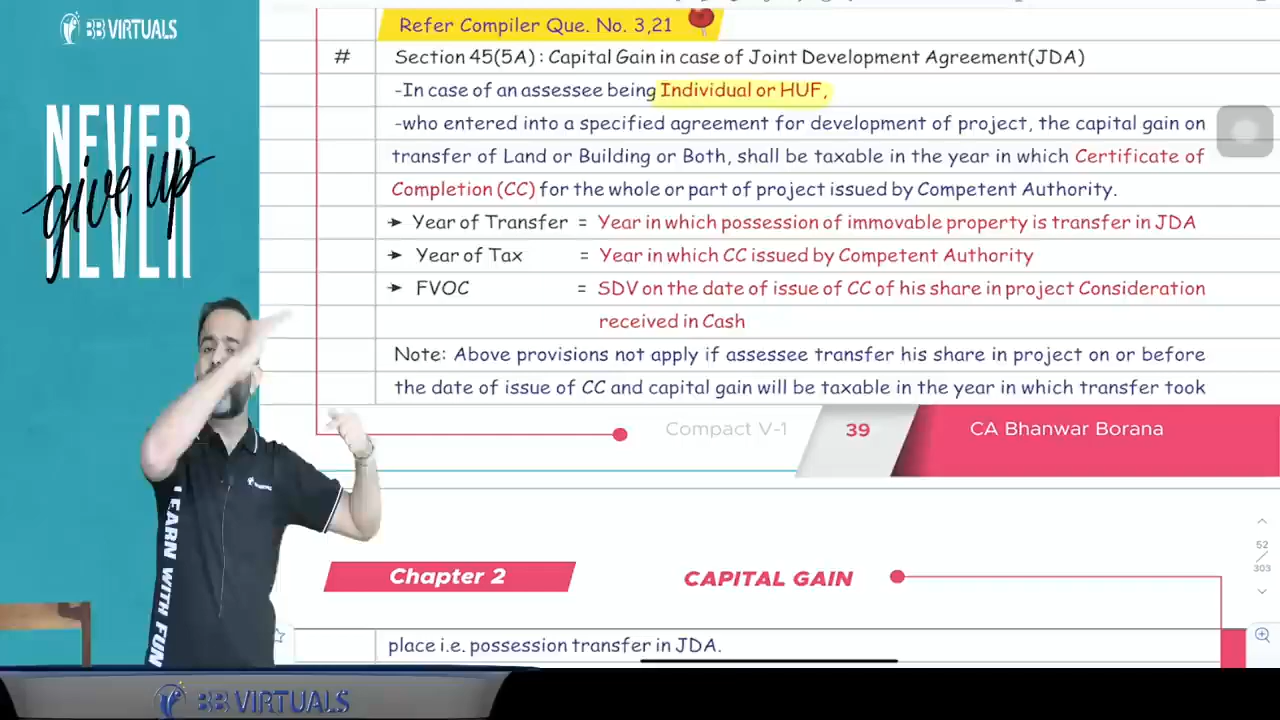 BB VIRTUALS
NEVER
give up
NEVER
Refer Compiler Que. No. 3,21
# Section 45(5A) : Capital Gain in case of Joint Development Agreement(JDA)
-In case of an assessee being Individual or HUF,
-who entered into a specified agreement for development of project, the capital gain on
transfer of Land or Building or Both, shall be taxable in the year in which Certificate of
Completion (CC) for the whole or part of project issued by Competent Authority.
➔ Year of Transfer = Year in which possession of immovable property is transfer in JDA
➔ Year of Tax = Year in which CC issued by Competent Authority
➔ FVOC = SDV on the date of issue of CC of his share in project Consideration
received in Cash
Note: Above provisions not apply if assessee transfer his share in project on or before
the date of issue of CC and capital gain will be taxable in the year in which transfer took
Compact V-1 39 CA Bhanwar Borana
52
/
303
Chapter 2 CAPITAL GAIN
place i.e. possession transfer in JDA.
LEARN WITH FUN
BB VIRTUALS